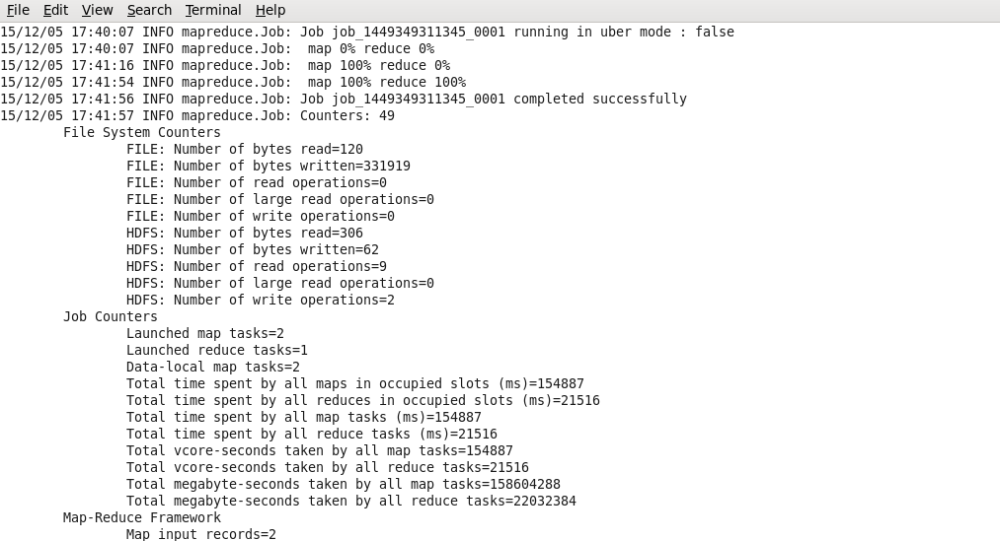 File Edit View Search Terminal Help
15/12/05 17:40:07 INFO mapreduce.Job: Job job_1449349311345_0001 running in uber mode : false
15/12/05 17:40:07 INFO mapreduce.Job:  map 0% reduce 0%
15/12/05 17:41:16 INFO mapreduce.Job:  map 100% reduce 0%
15/12/05 17:41:54 INFO mapreduce.Job:  map 100% reduce 100%
15/12/05 17:41:56 INFO mapreduce.Job: Job job_1449349311345_0001 completed successfully
15/12/05 17:41:57 INFO mapreduce.Job: Counters: 49
File System Counters
FILE: Number of bytes read=120
FILE: Number of bytes written=331919
FILE: Number of read operations=0
FILE: Number of large read operations=0
FILE: Number of write operations=0
HDFS: Number of bytes read=306
HDFS: Number of bytes written=62
HDFS: Number of read operations=9
HDFS: Number of large read operations=0
HDFS: Number of write operations=2
Job Counters
Launched map tasks=2
Launched reduce tasks=1
Data-local map tasks=2
Total time spent by all maps in occupied slots (ms)=154887
Total time spent by all reduces in occupied slots (ms)=21516
Total time spent by all map tasks (ms)=154887
Total time spent by all reduce tasks (ms)=21516
Total vcore-seconds taken by all map tasks=154887
Total vcore-seconds taken by all reduce tasks=21516
Total megabyte-seconds taken by all map tasks=158604288
Total megabyte-seconds taken by all reduce tasks=22032384
Map-Reduce Framework
Map input records=2